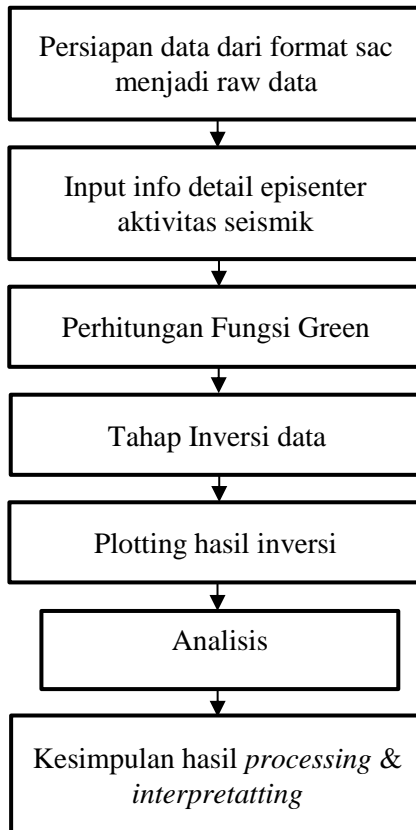 Persiapan data dari format sac
menjadi raw data
Input info detail episenter
aktivitas seismik
Perhitungan Fungsi Green
Tahap Inversi data
Plotting hasil inversi
Analisis
Kesimpulan hasil processing &
interpretatting